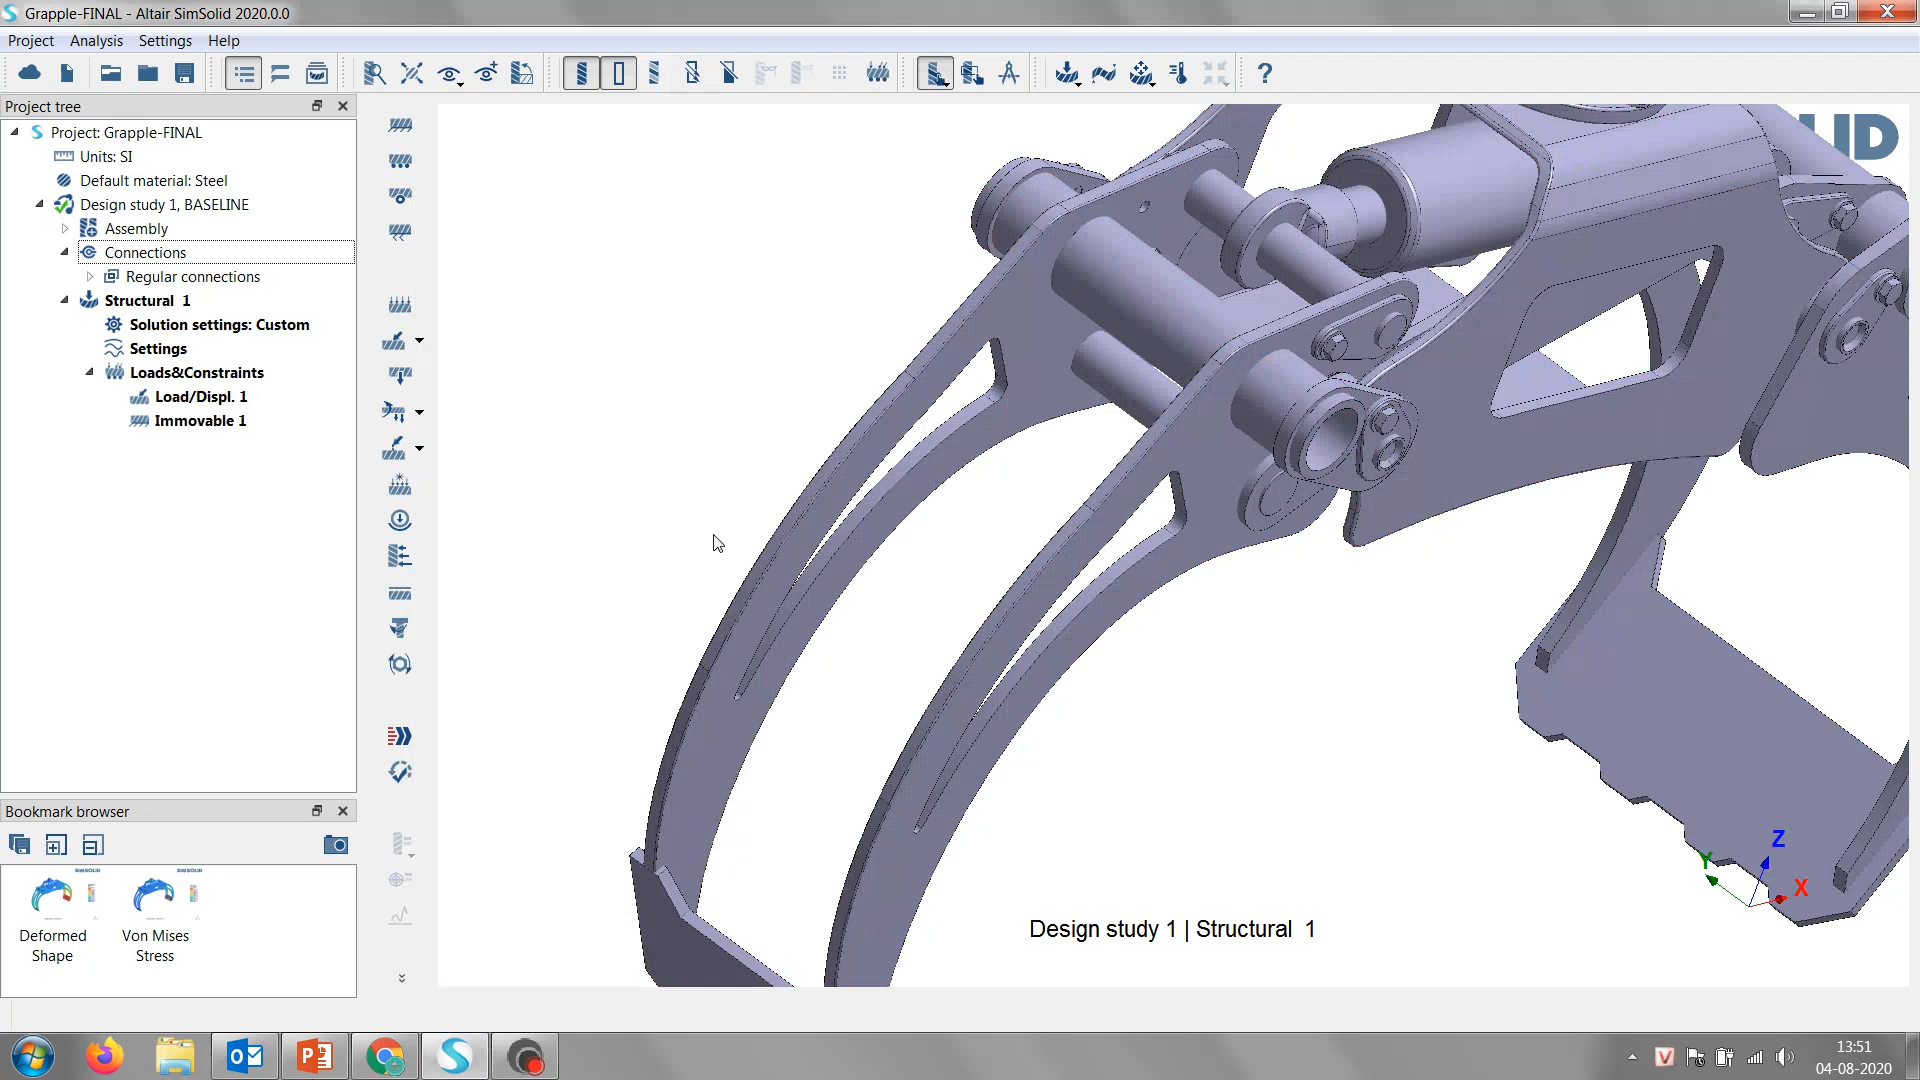 Grapple-FINAL - Altair SimSolid 2020.0.0
Project Analysis Settings Help
Project tree
Project: Grapple-FINAL
Units: SI
Default material: Steel
Design study 1, BASELINE
Assembly
Connections
Regular connections
Structural 1
Solution settings: Custom
Settings
Loads&Constraints
Load/Displ. 1
Immovable 1
Z
Y
X
Design study 1 | Structural 1
Bookmark browser
SIMSOLID SIMSOLID
Deformed Shape
Von Mises Stress
13:51
04-08-2020